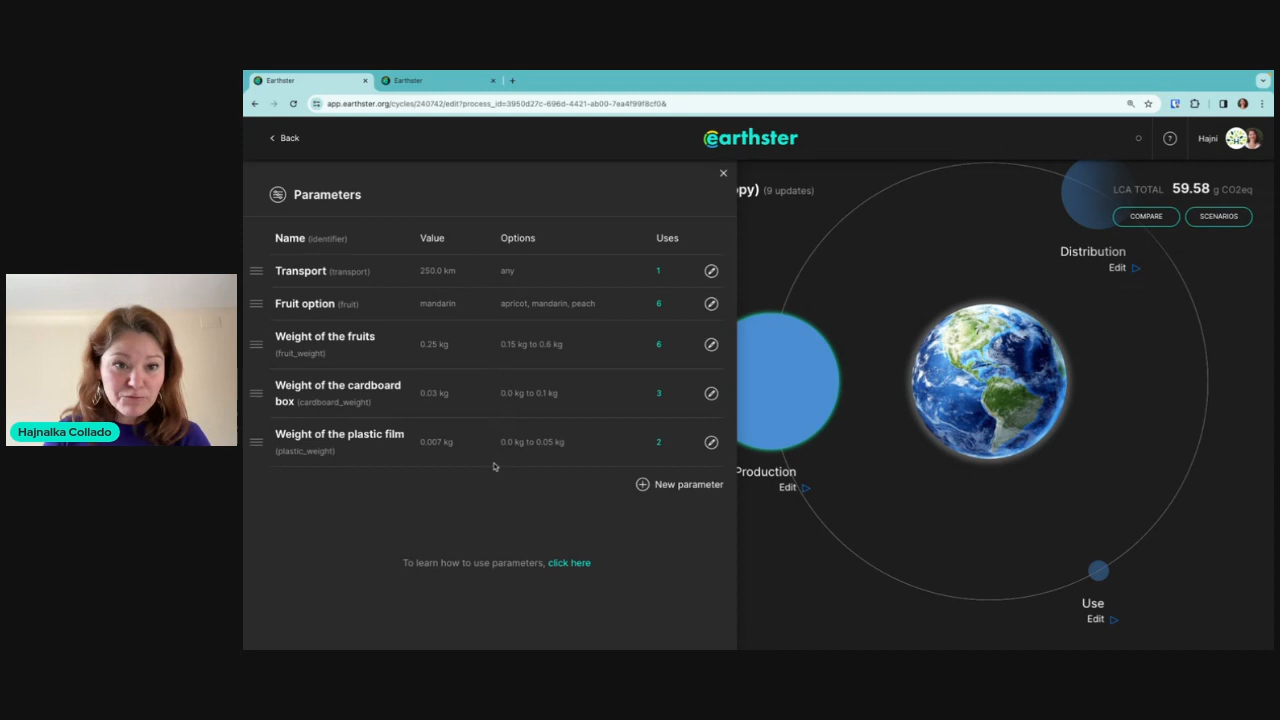 Earthster
Earthster
app.earthster.org/cycles/240742/edit?process_id=3950d27c-696d-4421-ab00-7ea4f99f8cf0&
Back
earthster
?
Hajni
Parameters
py) (9 updates)
LCA TOTAL 59.58 g CO2eq
COMPARE
SCENARIOS
Name (identifier) Value Options Uses
Transport (transport) 250.0 km any 1
Fruit option (fruit) mandarin apricot, mandarin, peach 6
Weight of the fruits
(fruit_weight)
0.25 kg 0.15 kg to 0.6 kg 6
Weight of the cardboard
box (cardboard_weight)
0.03 kg 0.0 kg to 0.1 kg 3
Weight of the plastic film
(plastic_weight)
0.007 kg 0.0 kg to 0.05 kg 2
New parameter
To learn how to use parameters, click here
Distribution
Edit
Production
Edit
Use
Edit
Hajnalka Collado